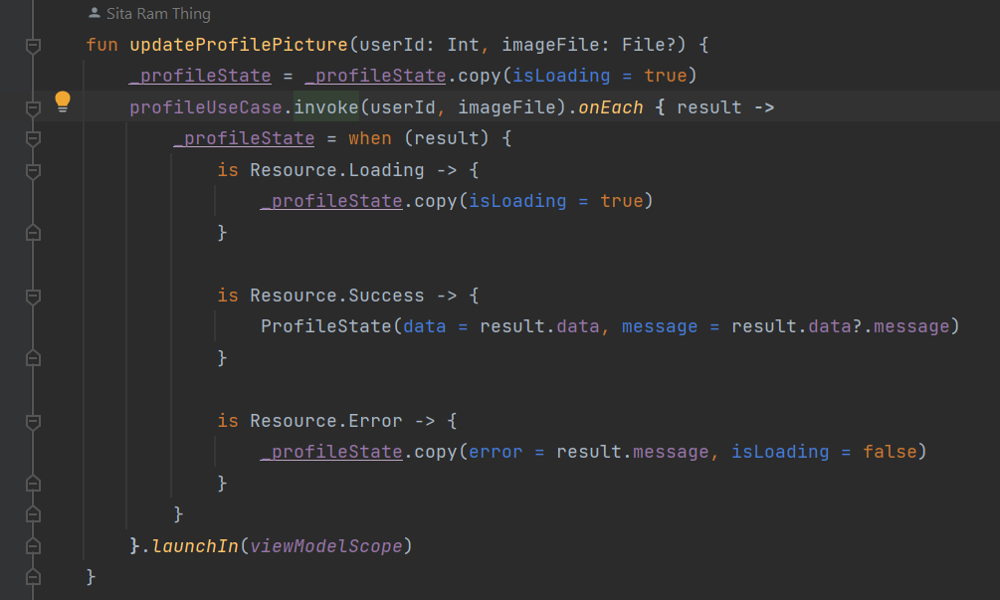 Sita Ram Thing
fun updateProfilePicture(userId: Int, imageFile: File?) {
_profileState = _profileState.copy(isLoading = true)
profileUseCase.invoke(userId, imageFile).onEach { result ->
_profileState = when (result) {
is Resource.Loading -> {
_profileState.copy(isLoading = true)
}
is Resource.Success -> {
ProfileState(data = result.data, message = result.data?.message)
}
is Resource.Error -> {
_profileState.copy(error = result.message, isLoading = false)
}
}
}.launchIn(viewModelScope)
}